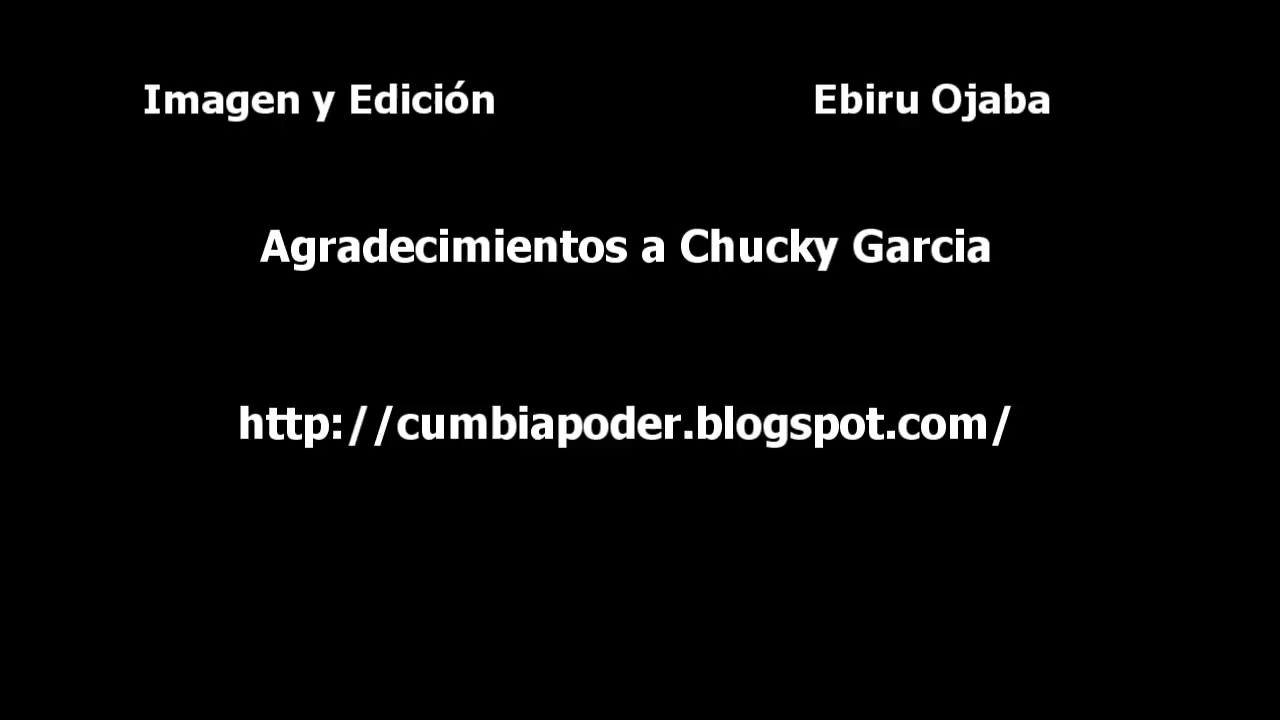 Imagen y Edición Ebiru Ojaba
Agradecimientos a Chucky Garcia
http://cumbiapoder.blogspot.com/